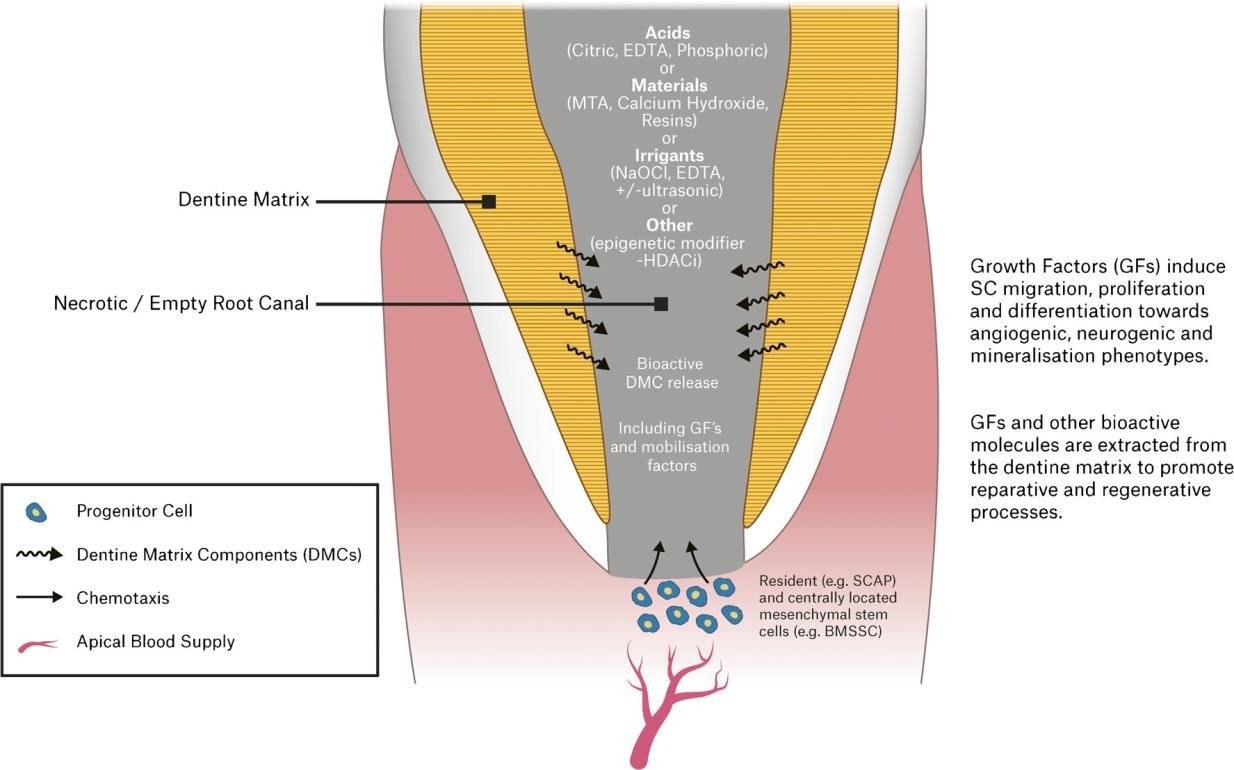 Acids
(Citric, EDTA, Phosphoric)
or
Materials
(MTA, Calcium Hydroxide,
Resins)
or
Irrigants
(NaOCl, EDTA,
+/-ultrasonic)
or
Other
(epigenetic modifier
-HDACi)
Dentine Matrix
Necrotic / Empty Root Canal
Bioactive
DMC release
Including GF's
and mobilisation
factors
Growth Factors (GFs) induce
SC migration, proliferation
and differentiation towards
angiogenic, neurogenic and
mineralisation phenotypes.
GFs and other bioactive
molecules are extracted from
the dentine matrix to promote
reparative and regenerative
processes.
Progenitor Cell
Dentine Matrix Components (DMCs)
Chemotaxis
Apical Blood Supply
Resident (e.g. SCAP)
and centrally located
mesenchymal stem
cells (e.g. BMSSC)